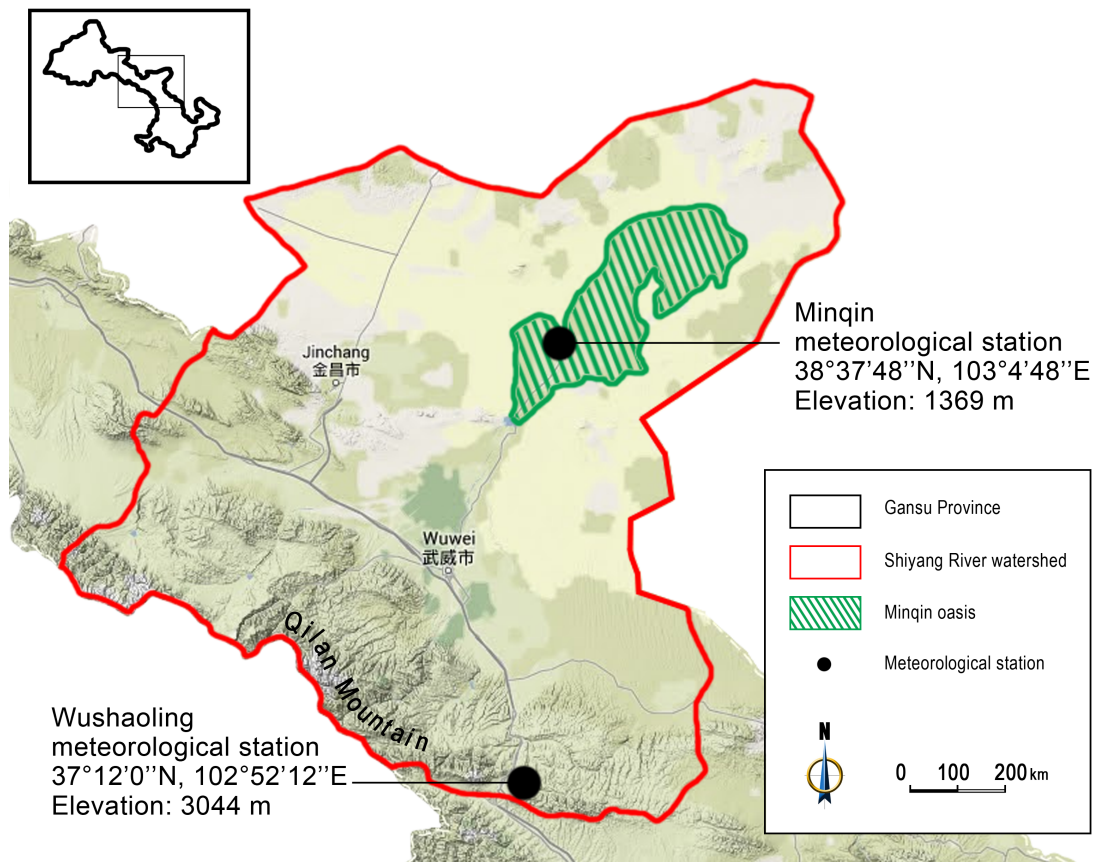 Jinchang
金昌市
Minqin
meteorological station
38°37'48''N, 103°4'48''E
Elevation: 1369 m
Wuwei
武威市
Qilan Mountain
Wushaoling
meteorological station
37°12'0''N, 102°52'12''E
Elevation: 3044 m
Gansu Province
Shiyang River watershed
Minqin oasis
Meteorological station
N
0 100 200 km